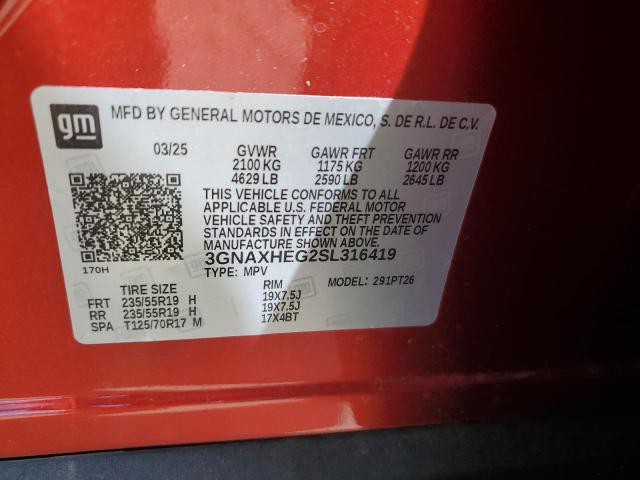 gm
MFD BY GENERAL MOTORS DE MEXICO, S. DE R.L. DE C.V.
03/25 GVWR GAWR FRT GAWR RR
2100 KG 1175 KG 1200 KG
4629 LB 2590 LB 2645 LB
THIS VEHICLE CONFORMS TO ALL
APPLICABLE U.S. FEDERAL MOTOR
VEHICLE SAFETY AND THEFT PREVENTION
STANDARDS IN EFFECT ON THE DATE OF
MANUFACTURE SHOWN ABOVE.
3GNAXHEG2SL316419
170H
TYPE: MPV
TIRE SIZE RIM MODEL: 291PT26
FRT 235/55R19 H 19X7.5J
RR 235/55R19 H 19X7.5J
SPA T125/70R17 M 17X4BT